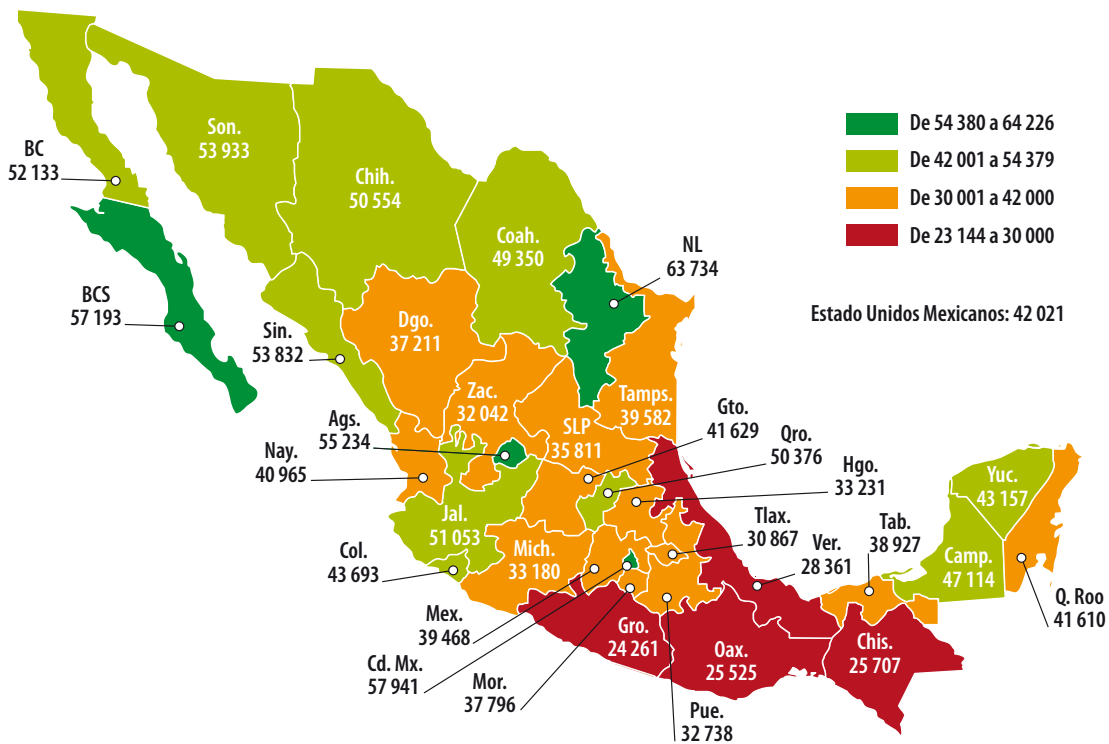 BC
52 133
Son.
53 933
Chih.
50 554
Coah.
49 350
NL
63 734
De 54 380 a 64 226
De 42 001 a 54 379
De 30 001 a 42 000
De 23 144 a 30 000
Estado Unidos Mexicanos: 42 021
BCS
57 193
Sin.
53 832
Dgo.
37 211
Zac.
32 042
Tamps.
39 582
SLP
35 811
Ags.
55 234
Nay.
40 965
Gto.
41 629
Qro.
50 376
Hgo.
33 231
Tlax.
30 867
Ver.
28 361
Tab.
38 927
Yuc.
43 157
Camp.
47 114
Q. Roo
41 610
Jal.
51 053
Col.
43 693
Mich.
33 180
Mex.
39 468
Cd. Mx.
57 941
Mor.
37 796
Gro.
24 261
Oax.
25 525
Chis.
25 707
Pue.
32 738